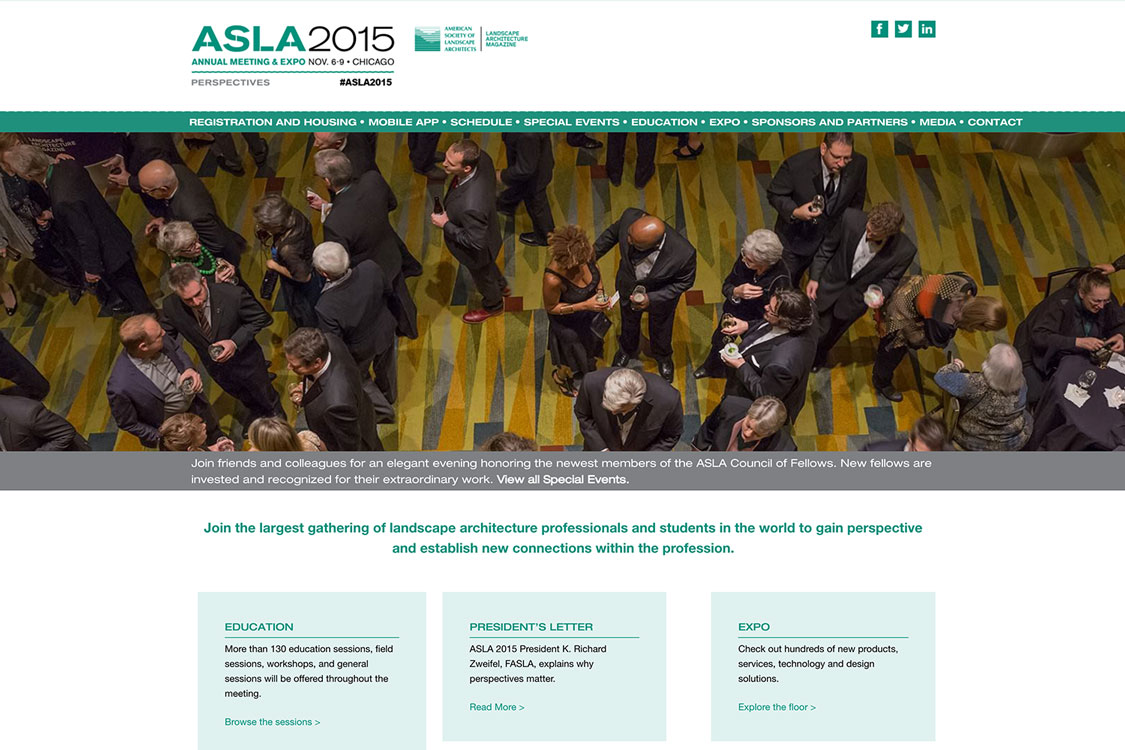 ASLA2015
ANNUAL MEETING & EXPO NOV. 6-9 • CHICAGO
PERSPECTIVES #ASLA2015
AMERICAN
SOCIETY OF
LANDSCAPE
ARCHITECTS
LANDSCAPE
ARCHITECTURE
MAGAZINE
REGISTRATION AND HOUSING • MOBILE APP • SCHEDULE • SPECIAL EVENTS • EDUCATION • EXPO • SPONSORS AND PARTNERS • MEDIA • CONTACT
LANDSCAPE
ARCHITECTURE
MAGAZINE
Join friends and colleagues for an elegant evening honoring the newest members of the ASLA Council of Fellows. New fellows are
invested and recognized for their extraordinary work. View all Special Events.
Join the largest gathering of landscape architecture professionals and students in the world to gain perspective
and establish new connections within the profession.
EDUCATION
More than 130 education sessions, field
sessions, workshops, and general
sessions will be offered throughout the
meeting.
Browse the sessions >
PRESIDENT'S LETTER
ASLA 2015 President K. Richard
Zweifel, FASLA, explains why
perspectives matter.
Read More >
EXPO
Check out hundreds of new products,
services, technology and design
solutions.
Explore the floor >